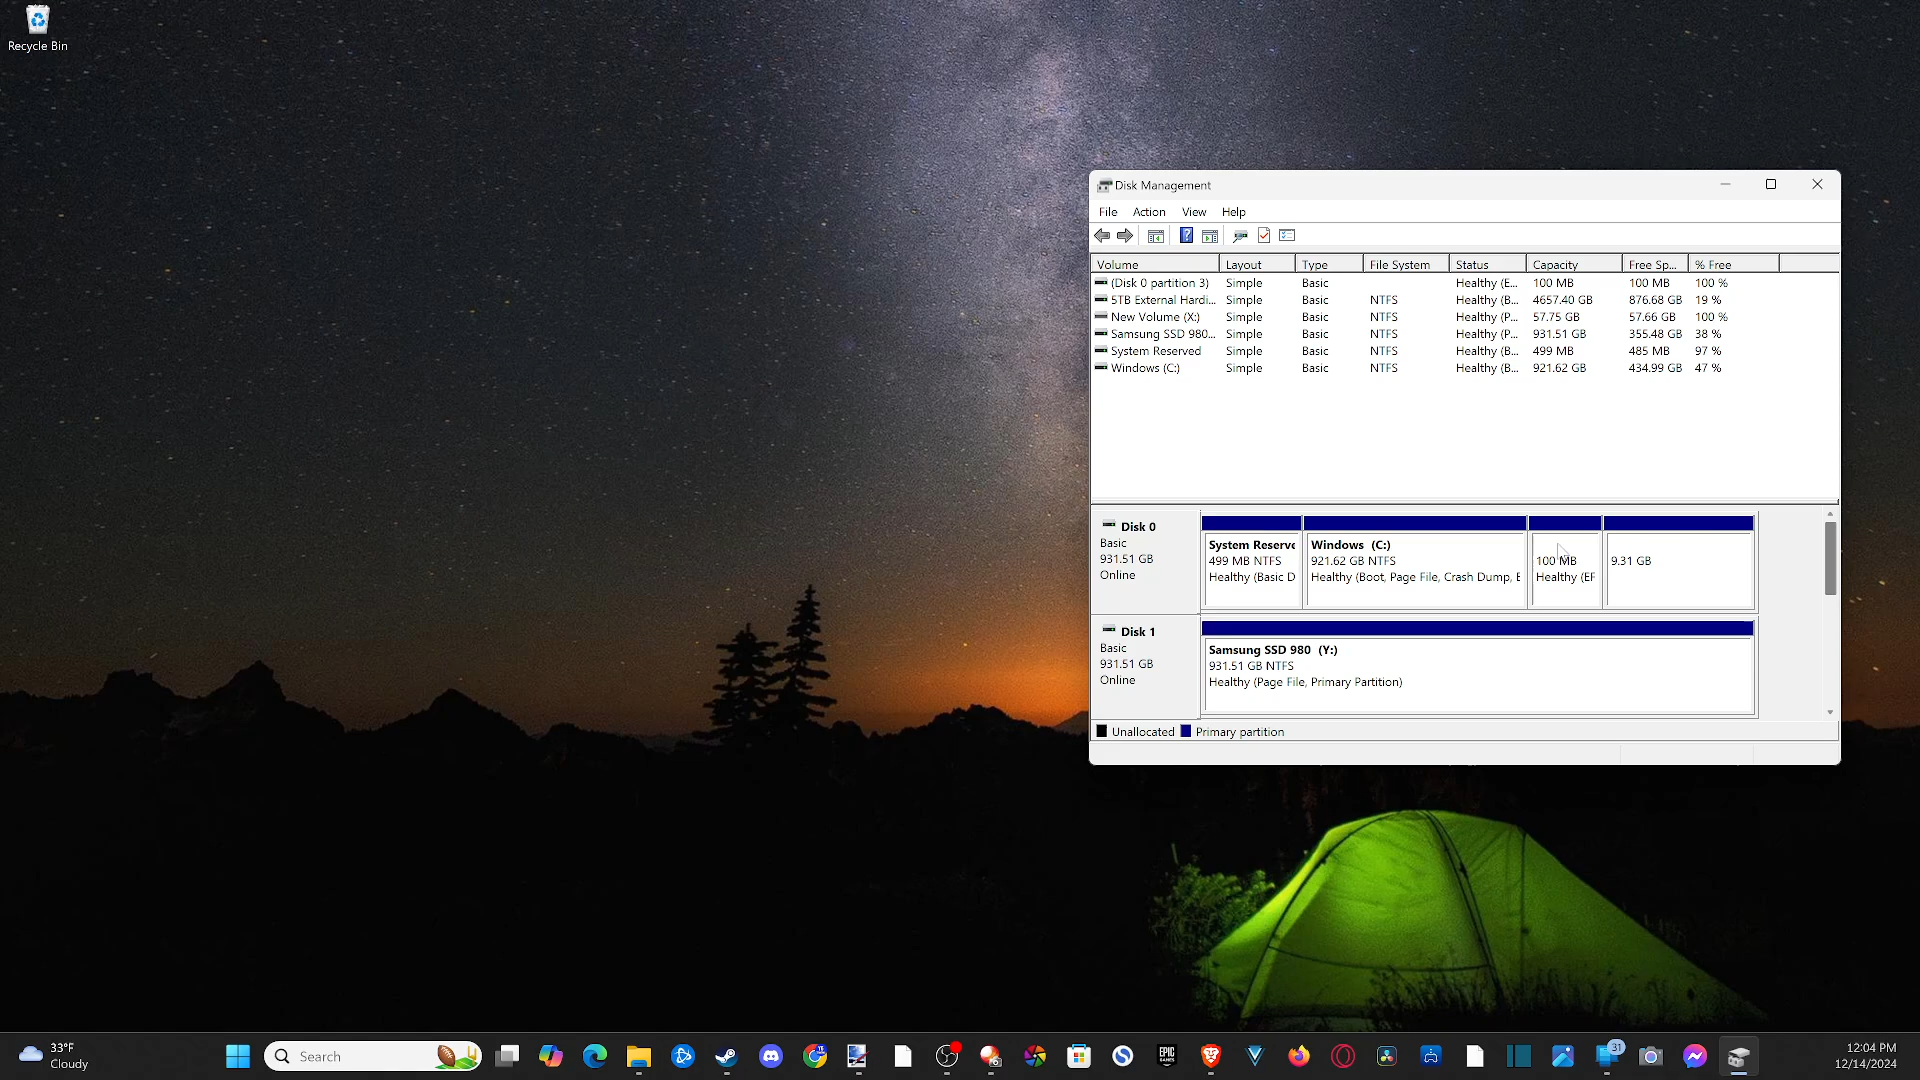 Recycle Bin
Disk Management
File Action View Help
Volume Layout Type File System Status Capacity Free Sp... % Free
(Disk 0 partition 3) Simple Basic Healthy (E... 100 MB 100 MB 100 %
5TB External Hardi... Simple Basic NTFS Healthy (B... 4657.40 GB 876.68 GB 19 %
New Volume (X:) Simple Basic NTFS Healthy (P... 57.75 GB 57.66 GB 100 %
Samsung SSD 980... Simple Basic NTFS Healthy (P... 931.51 GB 355.48 GB 38 %
System Reserved Simple Basic NTFS Healthy (B... 499 MB 485 MB 97 %
Windows (C:) Simple Basic NTFS Healthy (B... 921.62 GB 434.99 GB 47 %
Disk 0
Basic
931.51 GB
Online
System Reserve
499 MB NTFS
Healthy (Basic D
Windows (C:)
921.62 GB NTFS
Healthy (Boot, Page File, Crash Dump, E
100 MB
Healthy (EF
9.31 GB
Disk 1
Basic
931.51 GB
Online
Samsung SSD 980 (Y:)
931.51 GB NTFS
Healthy (Page File, Primary Partition)
Unallocated Primary partition
33°F
Cloudy
Search
EPIC
GAMES
31
12:04 PM
12/14/2024